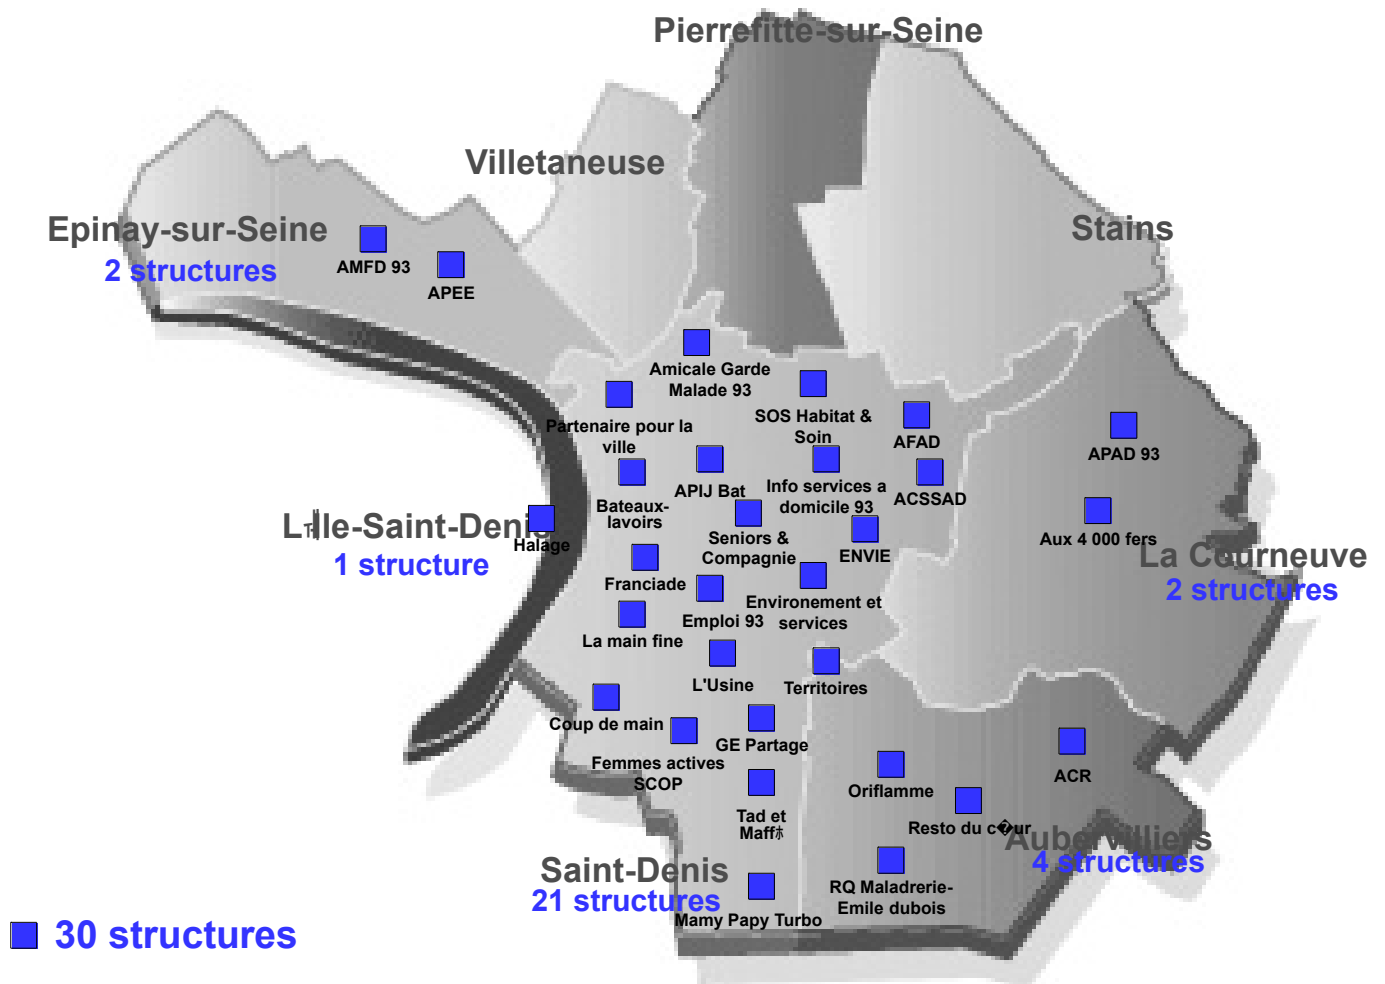 Pierrefitte-sur-Seine
Villetaneuse
Stains
Epinay-sur-Seine
2 structures
AMFD 93
APEE
Amicale Garde
Malade 93
SOS Habitat &
Soin
Partenaire pour la
ville
AFAD
APAD 93
APIJ Bat
Info services a
domicile 93
ACSSAD
Bateaux-
lavoirs
Seniors &
Compagnie
ENVIE
Aux 4 000 fers
Halage
1 structure
La Courneuve
2 structures
Franciade
Emploi 93
Environement et
services
La main fine
L'Usine
Territoires
Coup de main
Femmes actives
SCOP
GE Partage
Oriflamme
ACR
Tad et
Resto du c�ur
Aubervilliers
4 structures
Saint-Denis
21 structures
RQ Maladrerie-
Emile dubois
Mamy Papy Turbo
30 structures